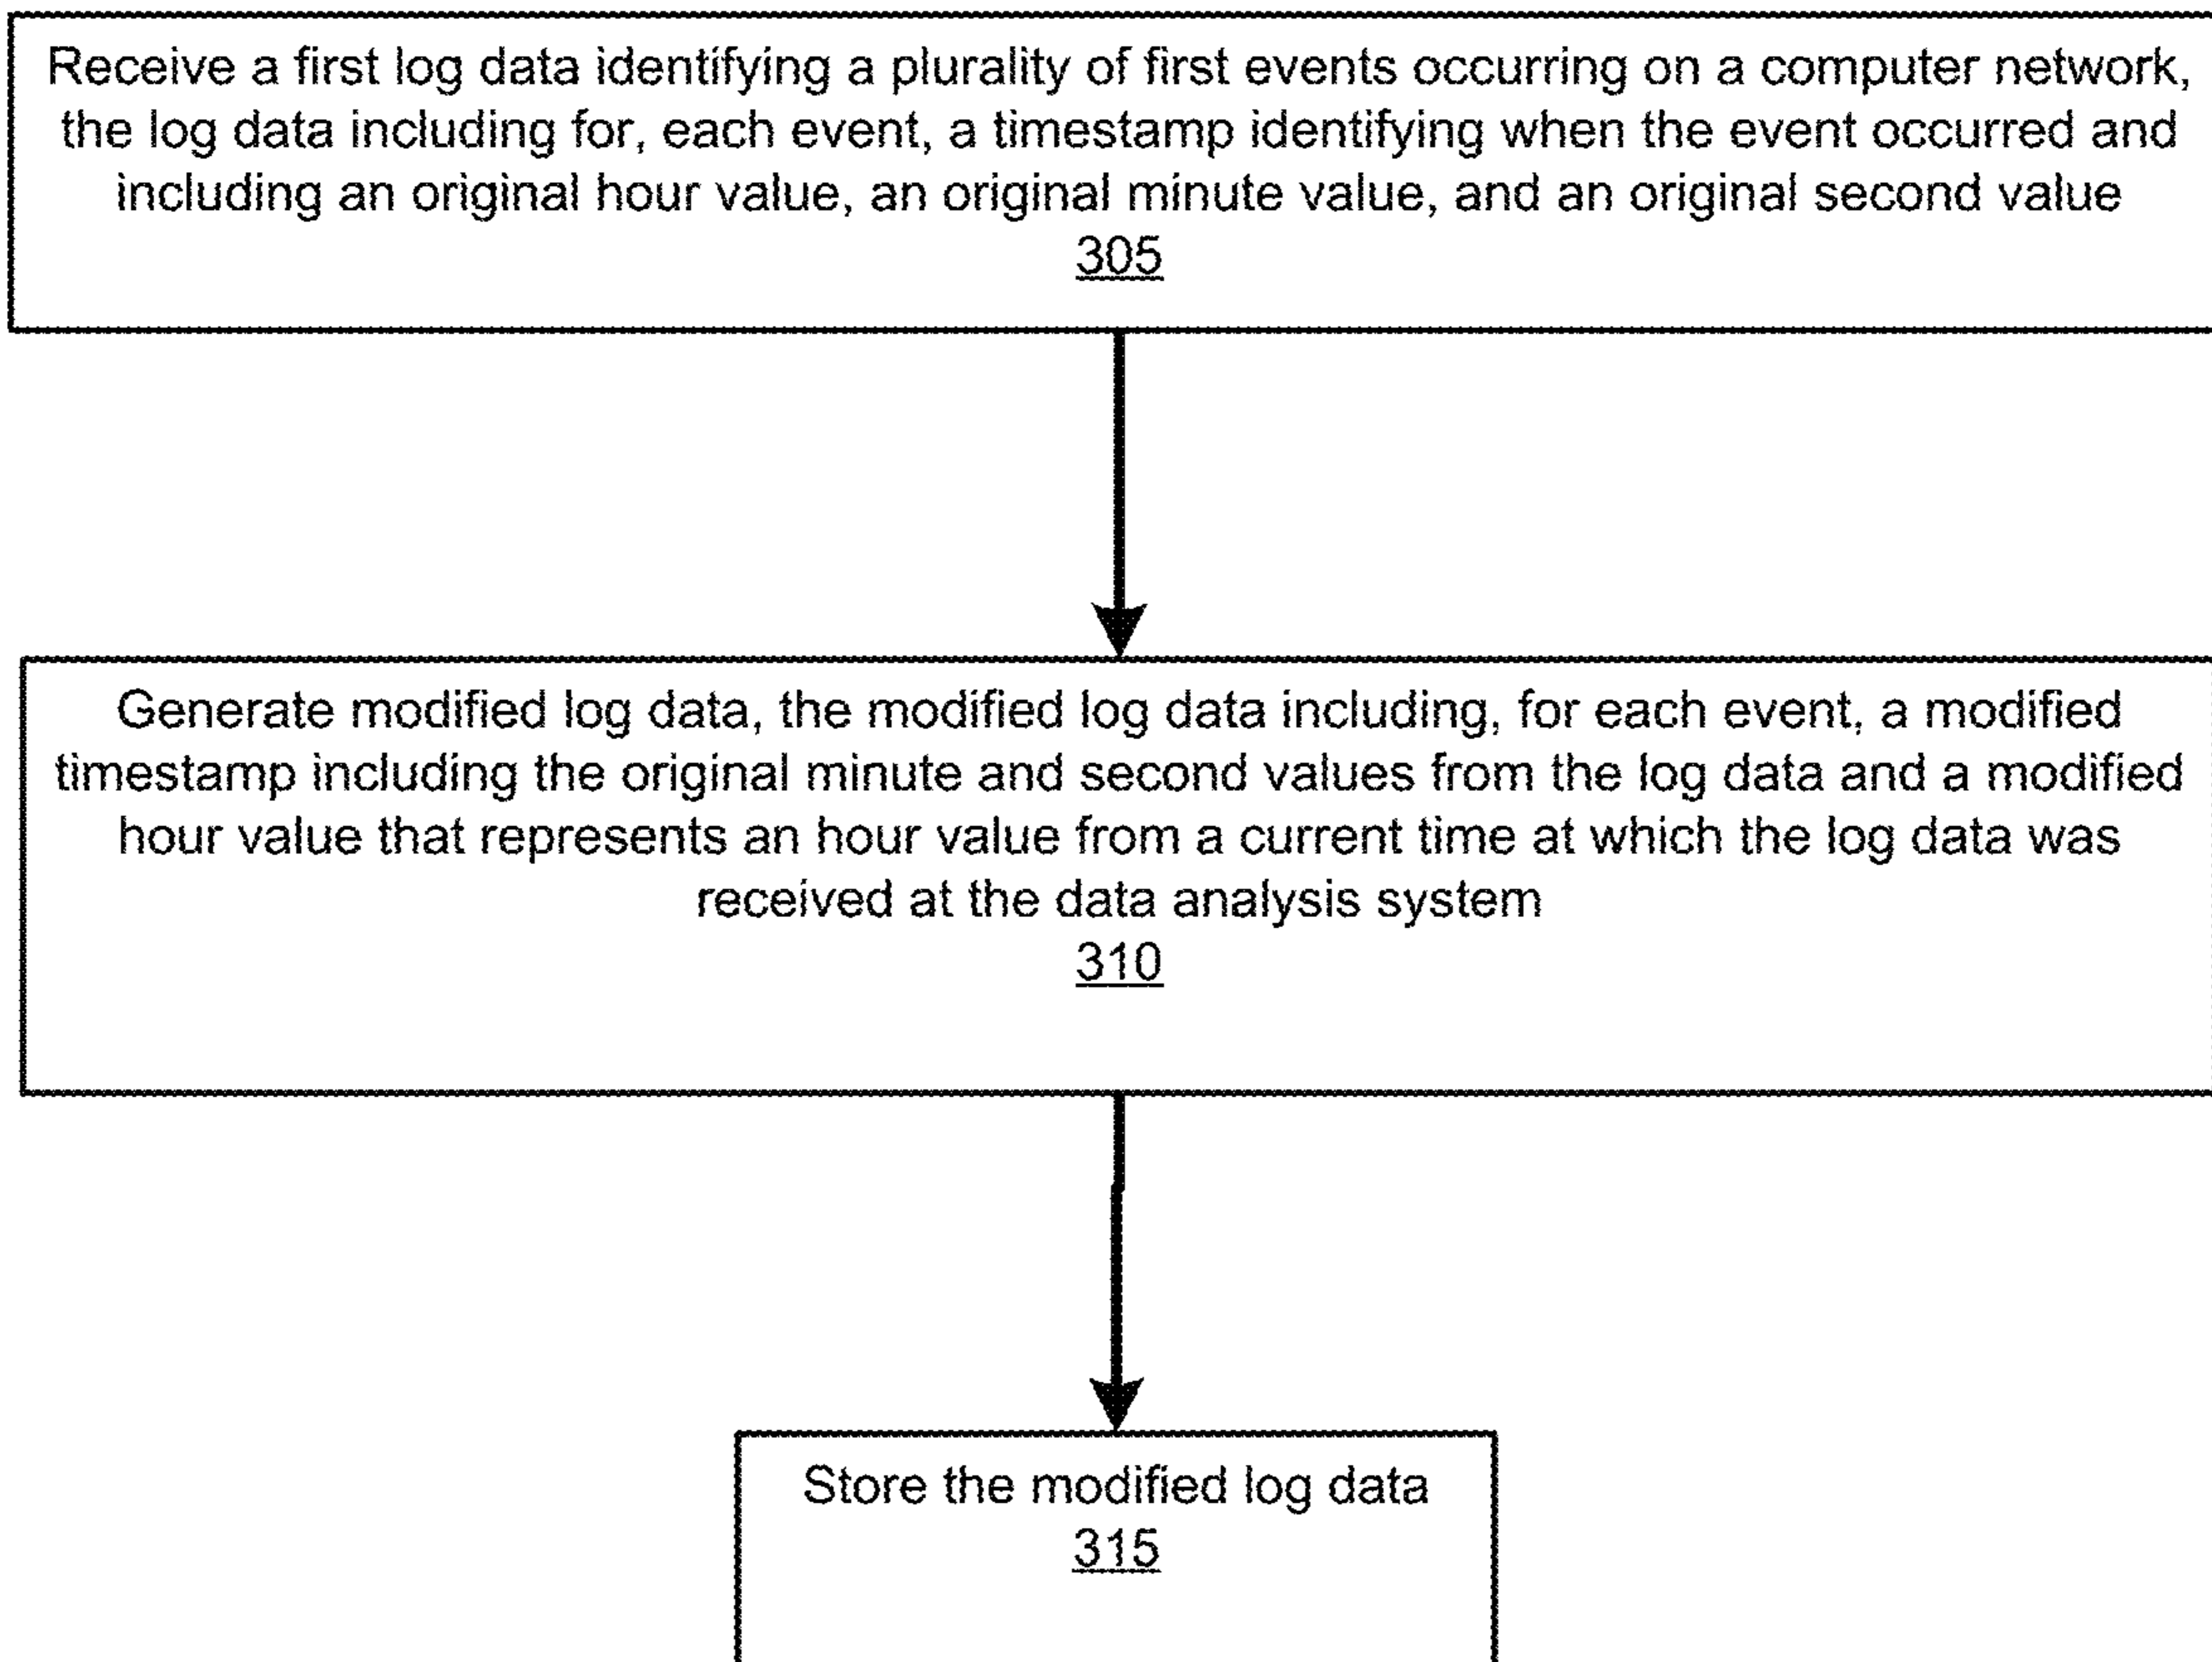 Receive a first log data identifying a plurality of first events occurring on a computer network,
the log data including for, each event, a timestamp identifying when the event occurred and
including an original hour value, an original minute value, and an original second value
305
Generate modified log data, the modified log data including, for each event, a modified
timestamp including the original minute and second values from the log data and a modified
hour value that represents an hour value from a current time at which the log data was
received at the data analysis system
310
Store the modified log data
315